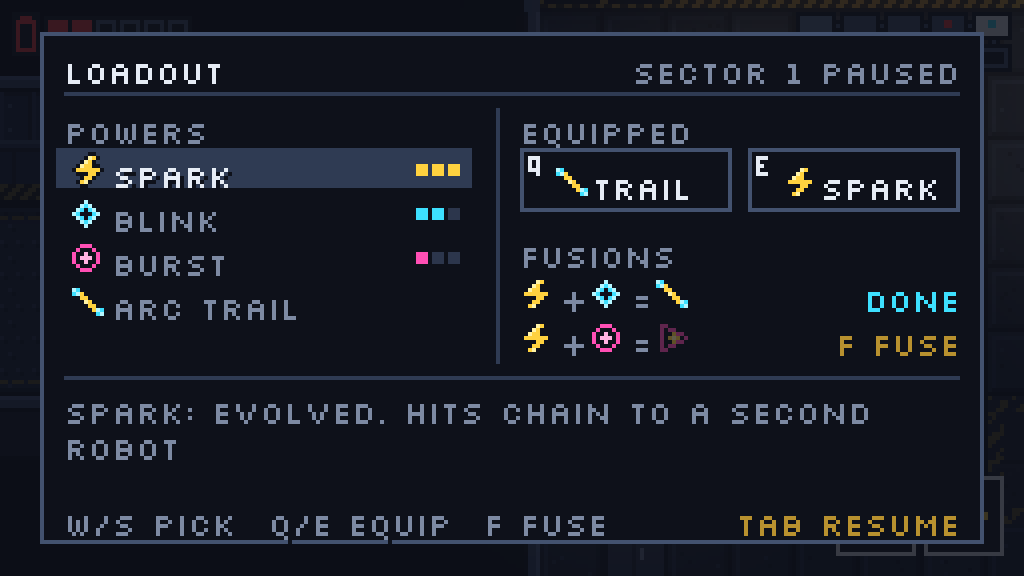 LOADOUT
SECTOR 1 PAUSED
POWERS
SPARK
BLINK
BURST
ARC TRAIL
EQUIPPED
Q TRAIL
E SPARK
FUSIONS
+ = DONE
+ = F FUSE
SPARK: EVOLVED. HITS CHAIN TO A SECOND
ROBOT
W/S PICK Q/E EQUIP F FUSE
TAB RESUME